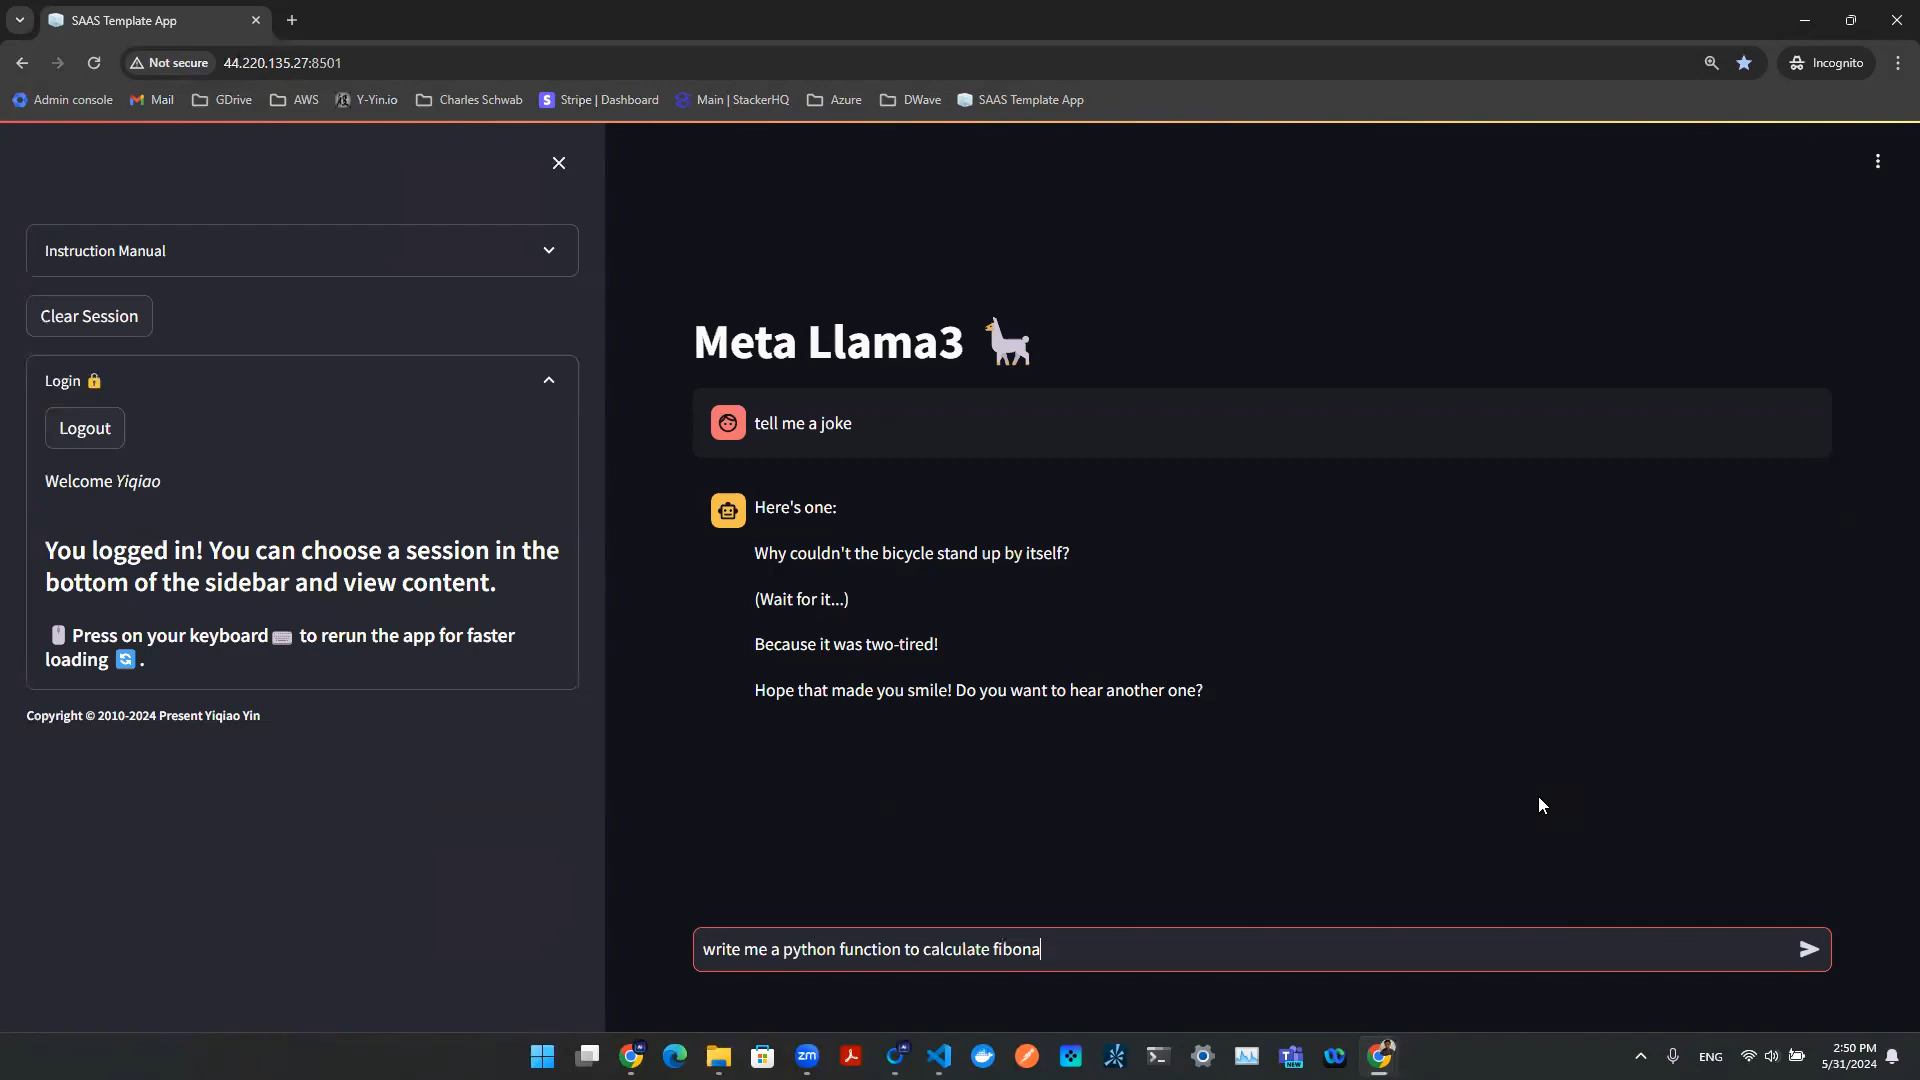 SAAS Template App
Not secure
44.220.135.27:8501
Incognito
Admin console
Mail
GDrive
AWS
Y-Yin.io
Charles Schwab
Stripe | Dashboard
Main | StackerHQ
Azure
DWave
SAAS Template App
Instruction Manual
Clear Session
Login
Logout
Welcome Yiqiao
You logged in! You can choose a session in the
bottom of the sidebar and view content.
Press on your keyboard to rerun the app for faster
loading .
Copyright © 2010-2024 Present Yiqiao Yin
Meta Llama3
tell me a joke
Here's one:
Why couldn't the bicycle stand up by itself?
(Wait for it...)
Because it was two-tired!
Hope that made you smile! Do you want to hear another one?
write me a python function to calculate fibona
zm
NEW
ENG
2:50 PM
5/31/2024